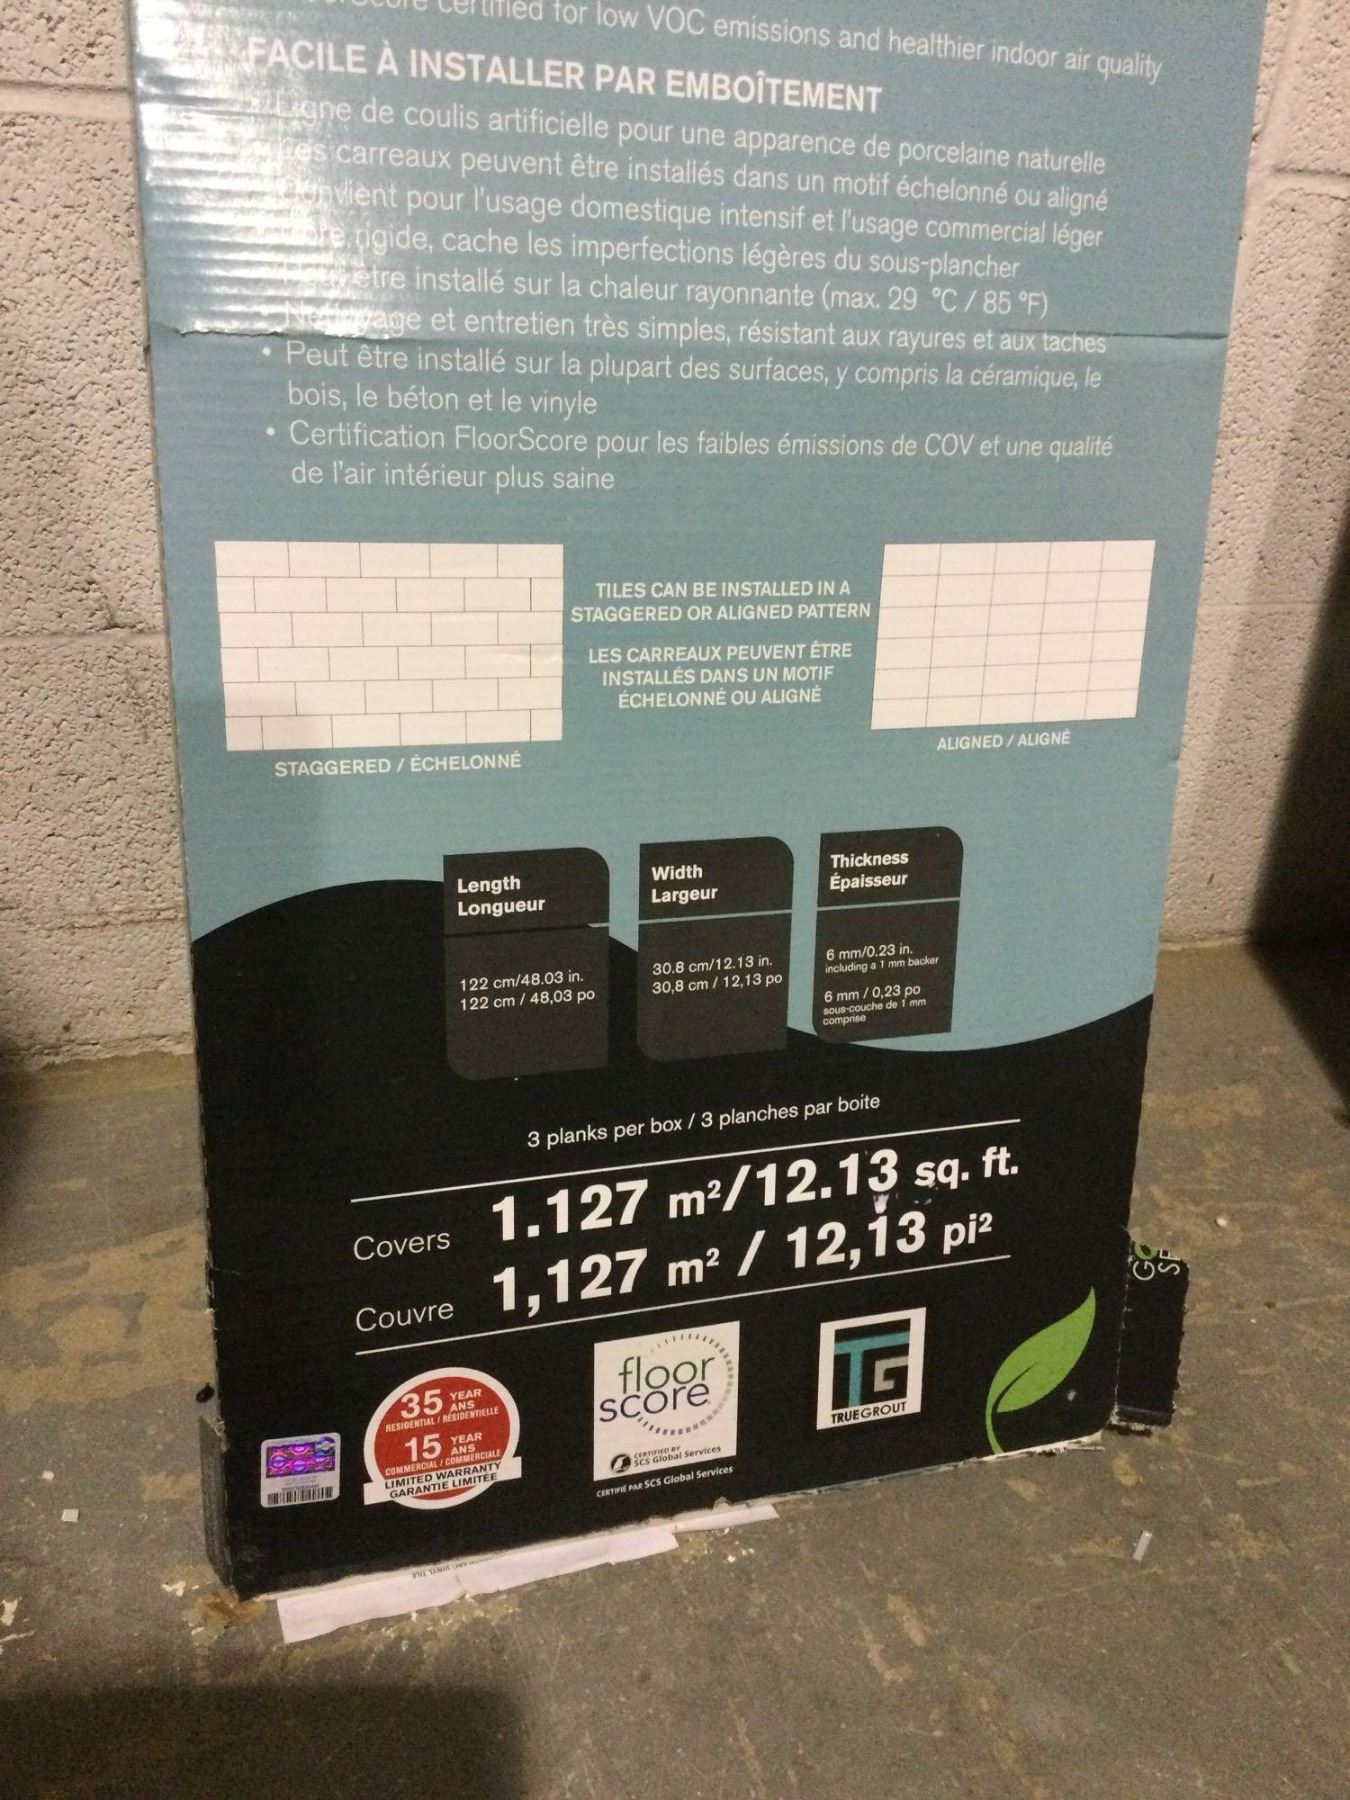 certified for low VOC emissions and healthier indoor air quality
FACILE À INSTALLER PAR EMBOÎTEMENT
Ligne de coulis artificielle pour une apparence de porcelaine naturelle
Les carreaux peuvent être installés dans un motif échelonné ou aligné
Convient pour l'usage domestique intensif et l'usage commercial léger
rigide, cache les imperfections légères du sous-plancher
être installé sur la chaleur rayonnante (max. 29 °C / 85 °F)
Nettoyage et entretien très simples, résistant aux rayures et aux taches
• Peut être installé sur la plupart des surfaces, y compris la céramique, le
bois, le béton et le vinyle
• Certification FloorScore pour les faibles émissions de COV et une qualité
de l'air intérieur plus saine
TILES CAN BE INSTALLED IN A
STAGGERED OR ALIGNED PATTERN
LES CARREAUX PEUVENT ÊTRE
INSTALLÉS DANS UN MOTIF
ÉCHELONNÉ OU ALIGNÉ
STAGGERED / ÉCHELONNÉ
ALIGNED / ALIGNÉ
Length
Longueur
122 cm/48.03 in.
122 cm / 48,03 po
Width
Largeur
30.8 cm/12.13 in.
30,8 cm / 12,13 po
Thickness
Épaisseur
6 mm/0.23 in.
including a 1 mm backer
6 mm / 0,23 po
sous-couche de 1 mm
comprise
3 planks per box / 3 planches par boite
Covers 1.127 m²/12.13 sq. ft.
Couvre 1,127 m² / 12,13 pi²
35 YEAR
ANS
RESIDENTIAL / RÉSIDENTIELLE
15 YEAR
ANS
COMMERCIAL / COMMERCIALE
LIMITED WARRANTY
GARANTIE LIMITÉE
floor
score
CERTIFIED BY
SCS Global Services
CERTIFIÉ PAR SCS Global Services
TG
TRUEGROUT